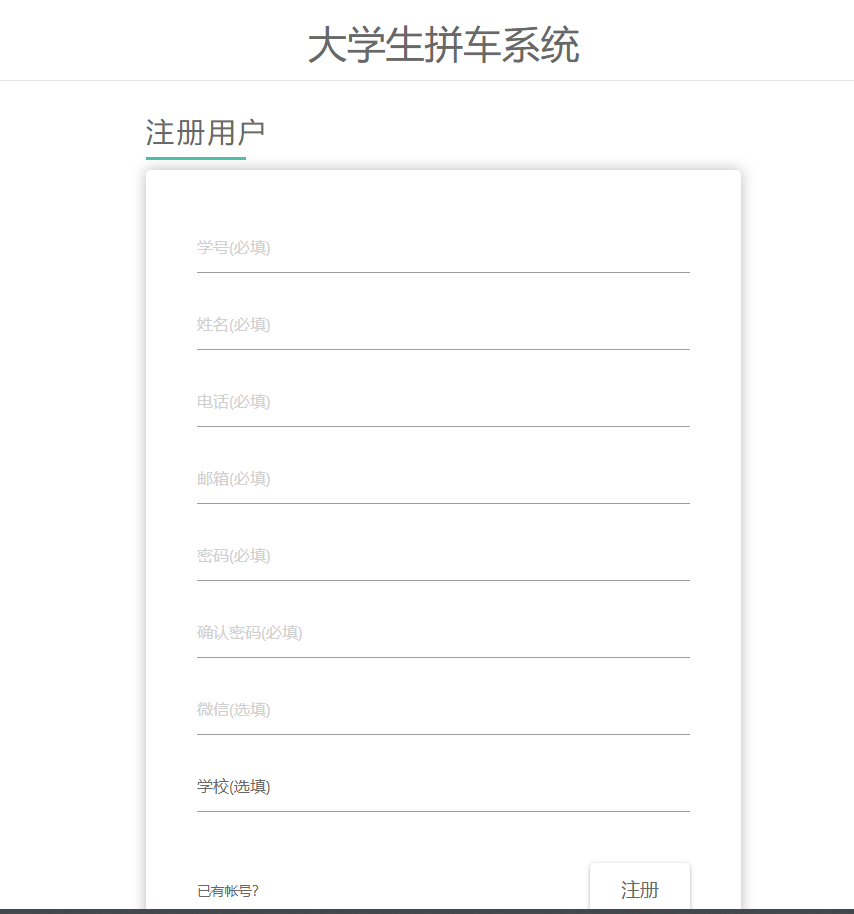 大学生拼车系统
注册用户
学号(必填)
姓名(必填)
电话(必填)
邮箱(必填)
密码(必填)
确认密码(必填)
微信(选填)
学校(选填)
已有帐号?
注册